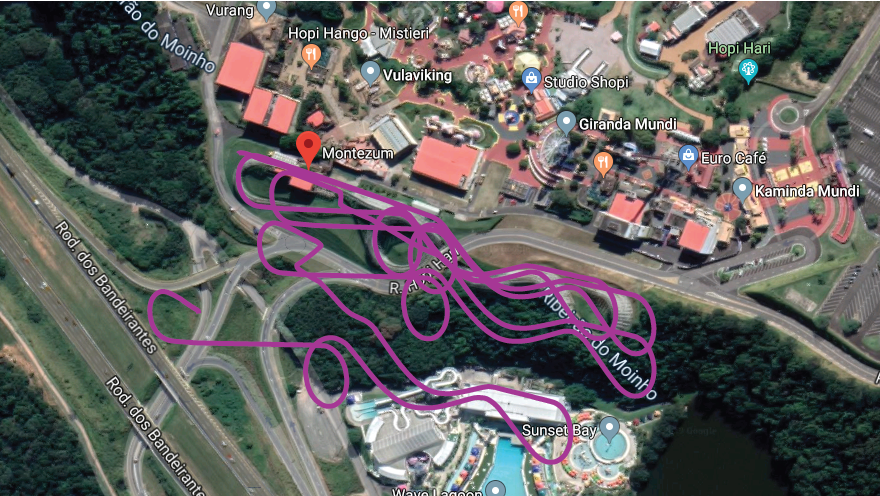 Vurang
rão do Moinho
Hopi Hango - Mistieri
Vulaviking
Studio Shopi
Hopi Hari
Giranda Mundi
Montezum
Euro Café
Kaminda Mundi
Rod. dos Bandeirantes
R. H
Hari
Ribeirão do Moinho
Rod. dos Bandeirantes
Sunset Bay
Wave Lagoon